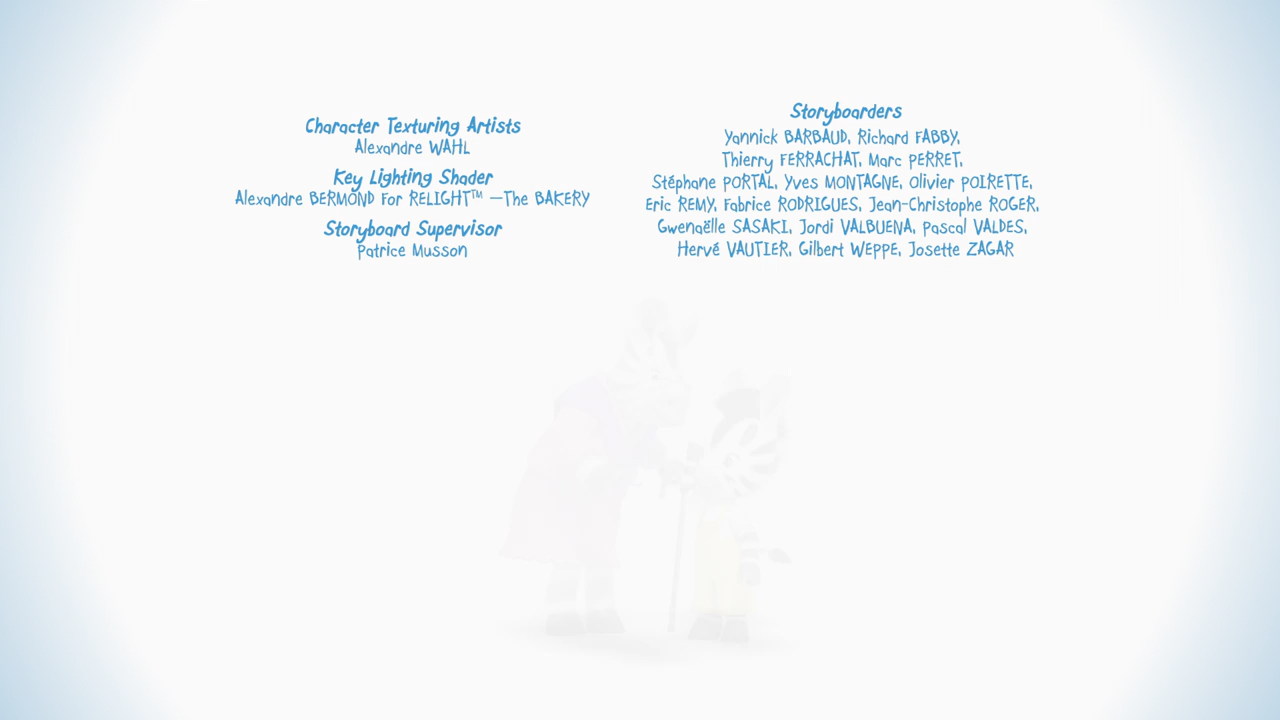 Character Texturing Artists
Alexandre WAHL
Key Lighting Shader
Alexandre BERMOND For RELIGHT™ —The BAKERY
Storyboard Supervisor
Patrice Musson
Storyboarders
Yannick BARBAUD, Richard FABBY,
Thierry FERRACHAT, Marc PERRET,
Stéphane PORTAL, Yves MONTAGNE, Olivier POIRETTE,
Eric REMY, Fabrice RODRIGUES, Jean-Christophe ROGER,
Gwenaëlle SASAKI, Jordi VALBUENA, Pascal VALDES,
Hervé VAUTIER, Gilbert WEPPE, Josette ZAGAR